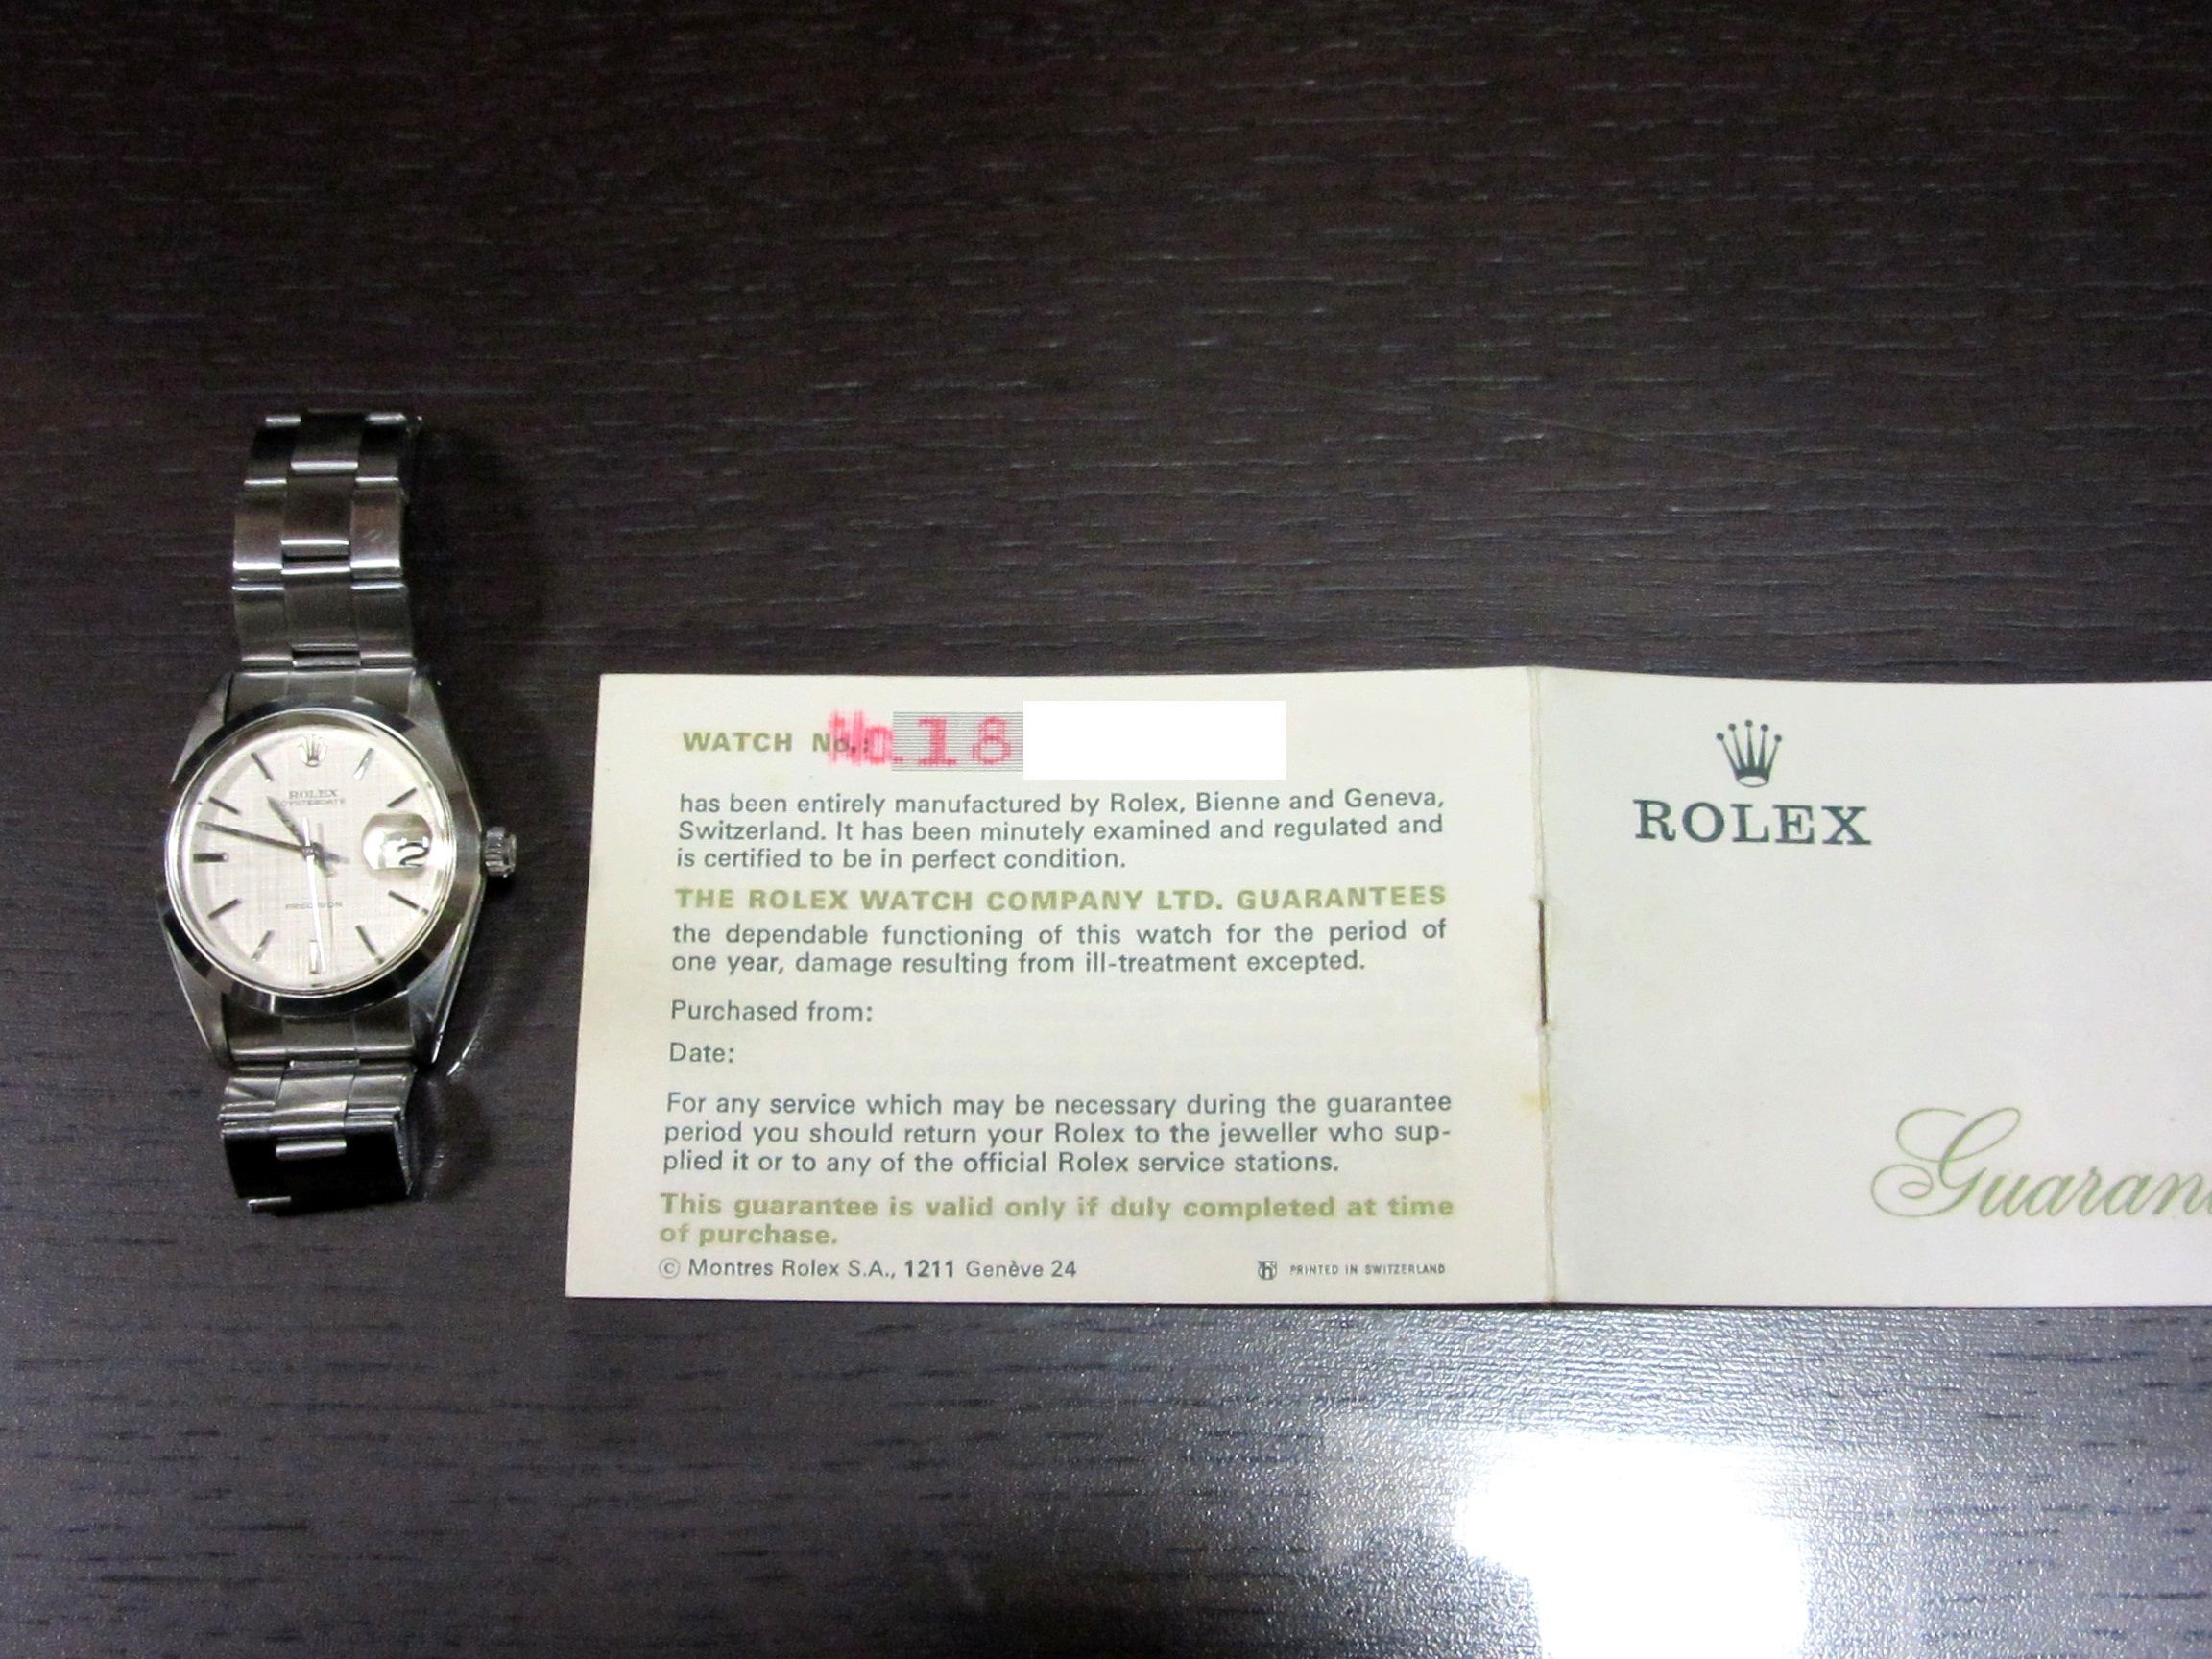 ROLEX
OYSTERDATE
PRECISION
WATCH No.: No. 18
has been entirely manufactured by Rolex, Bienne and Geneva,
Switzerland. It has been minutely examined and regulated and
is certified to be in perfect condition.
THE ROLEX WATCH COMPANY LTD. GUARANTEES
the dependable functioning of this watch for the period of
one year, damage resulting from ill-treatment excepted.
Purchased from:
Date:
For any service which may be necessary during the guarantee
period you should return your Rolex to the jeweller who sup-
plied it or to any of the official Rolex service stations.
This guarantee is valid only if duly completed at time
of purchase.
© Montres Rolex S.A., 1211 Genève 24
PRINTED IN SWITZERLAND
ROLEX
Guaran